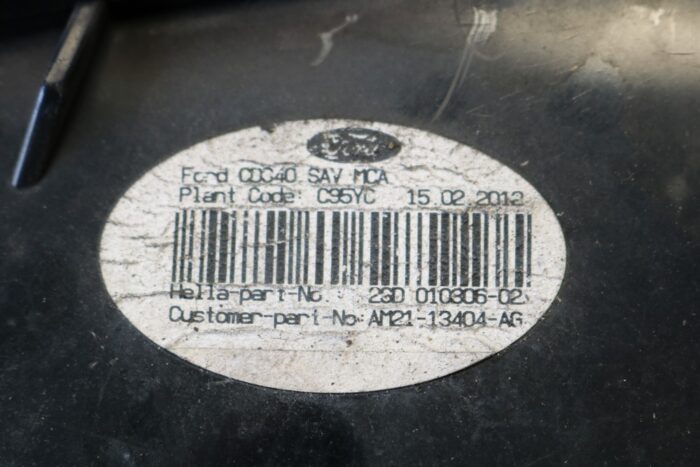 Ford
Ford CD340 SAV MCA
Plant Code: C95YC 15.02.2012
Hella-part-No.: 2SD 010306-02
Customer-part-No: AM21-13404-AG